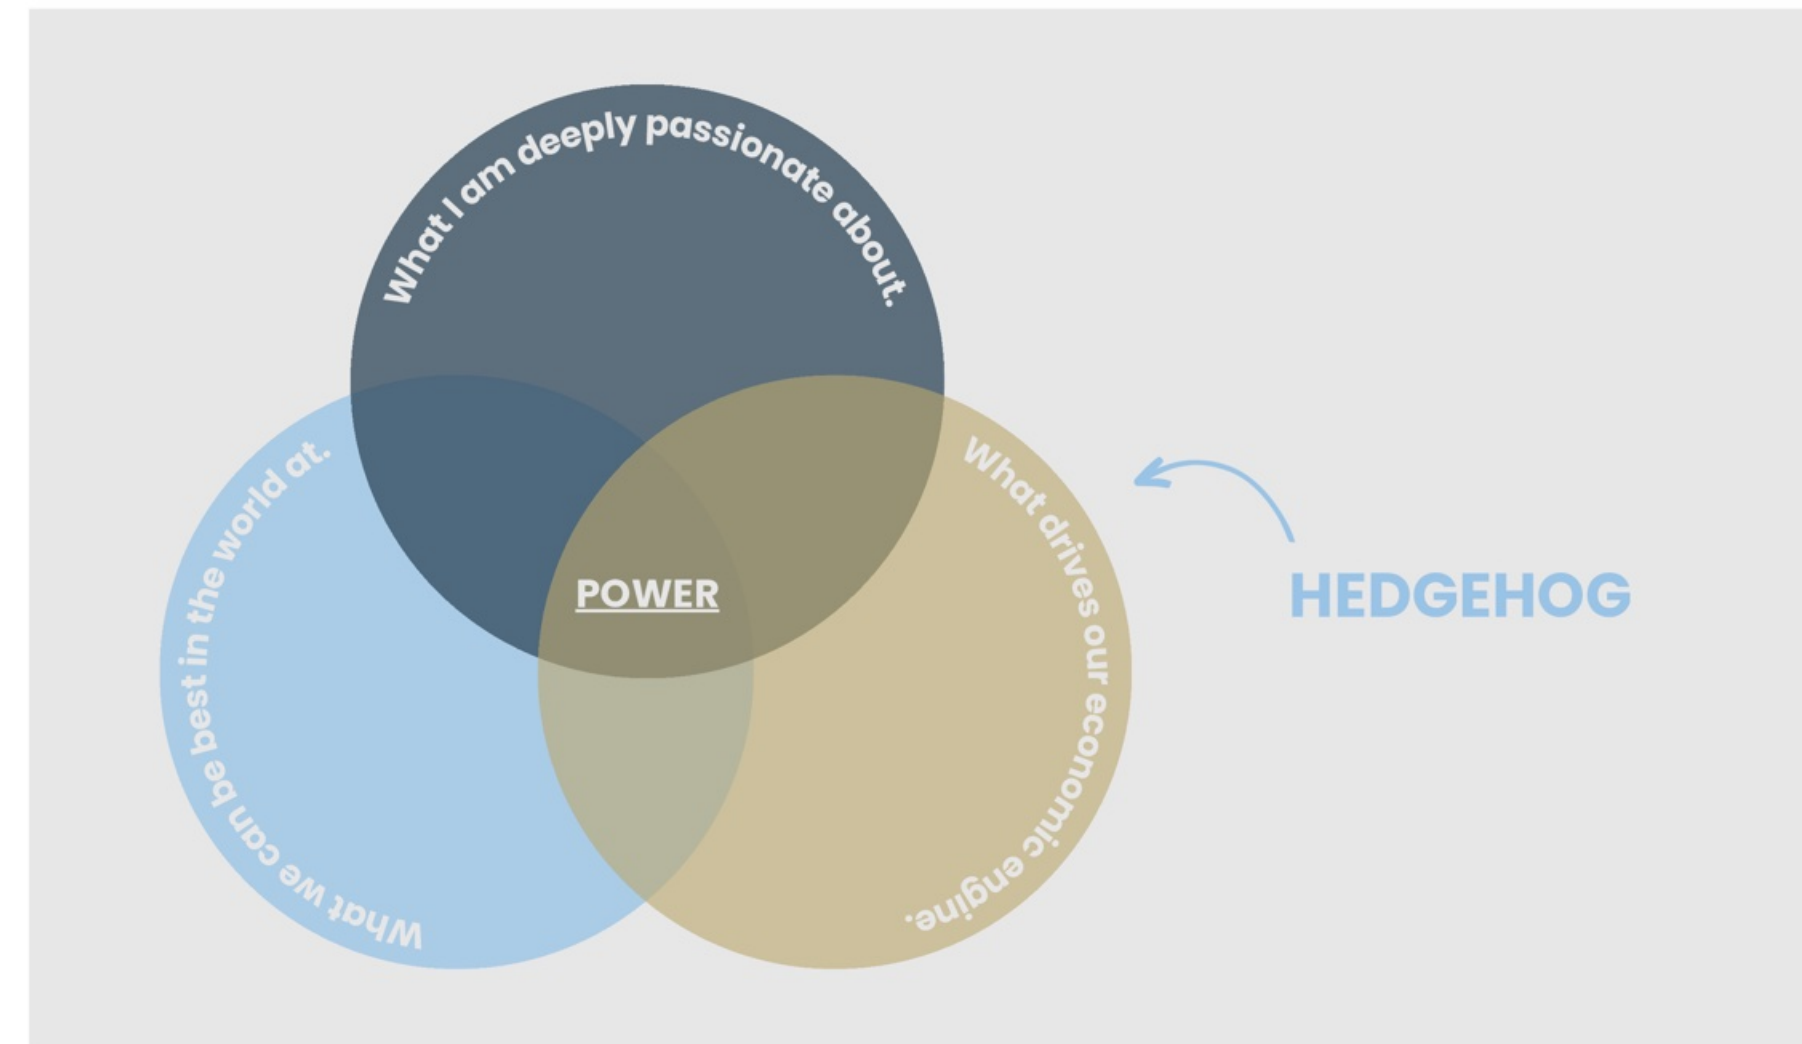 What I am deeply passionate about.
What we can be best in the world at.
What drives our economic engine.
POWER
HEDGEHOG